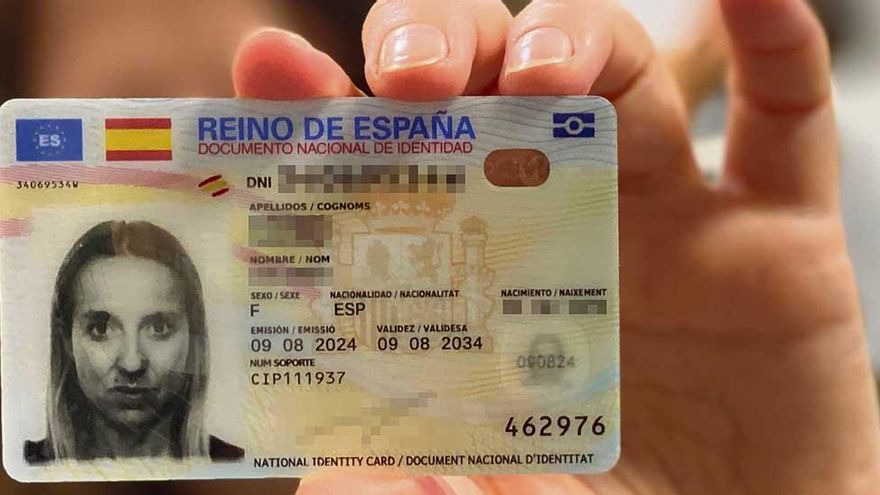 ES
REINO DE ESPAÑA
DOCUMENTO NACIONAL DE IDENTIDAD
34069534W
DNI
APELLIDOS / COGNOMS
NOMBRE / NOM
SEXO / SEXE NACIONALIDAD / NACIONALITAT NACIMIENTO / NAIXEMENT
F ESP
EMISIÓN / EMISSIÓ VALIDEZ / VALIDESA
09 08 2024 09 08 2034
NUM SOPORTE
CIP111937
090824
462976
NATIONAL IDENTITY CARD / DOCUMENT NACIONAL D'IDENTITAT